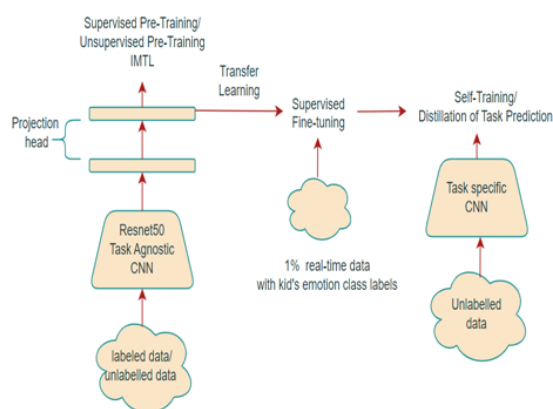 Supervised Pre-Training/
Unsupervised Pre-Training
IMTL
Transfer
Learning
Projection
head
Supervised
Fine-tuning
Self-Training/
Distillation of Task Prediction
Resnet50
Task Agnostic
CNN
Task specific
CNN
1% real-time data
with kid's emotion class labels
labeled data/
unlabelled data
Unlabelled
data